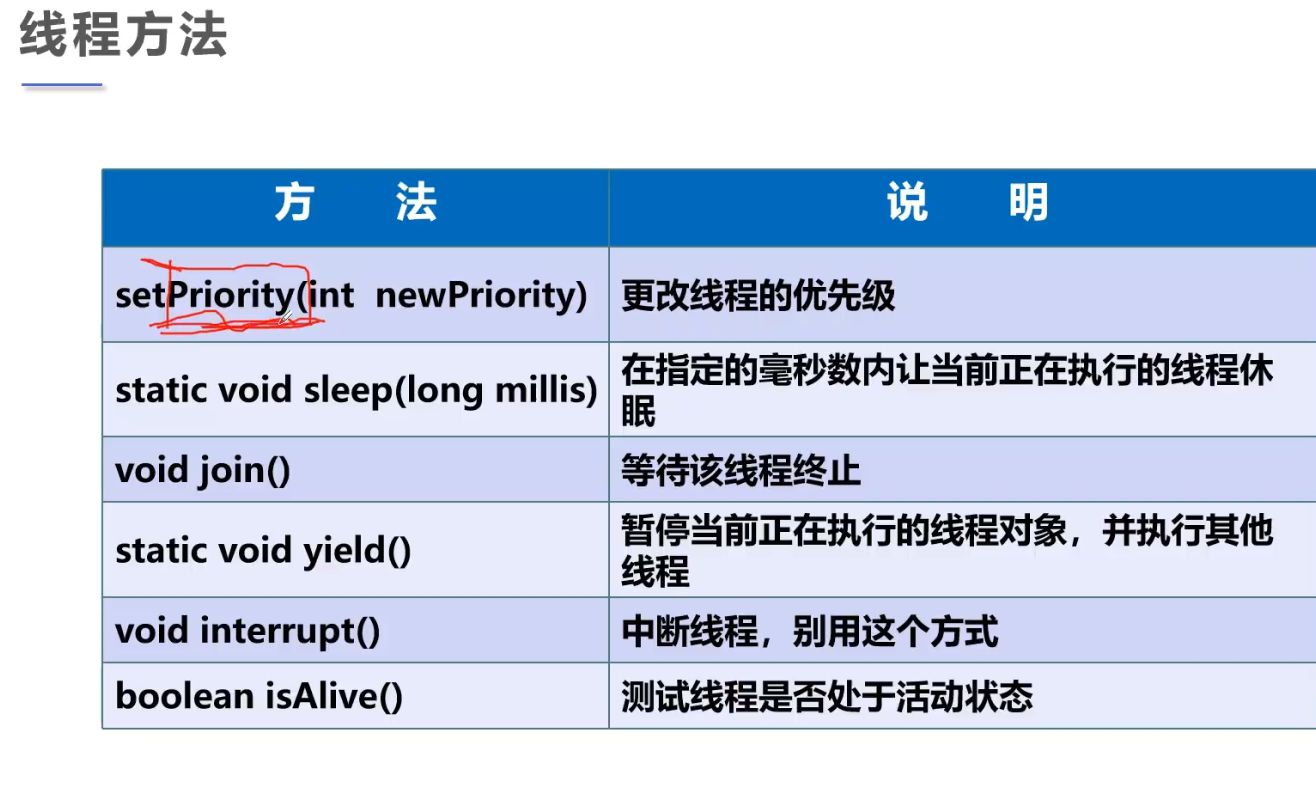 线程方法
方 法 说 明
setPriority(int newPriority) 更改线程的优先级
static void sleep(long millis) 在指定的毫秒数内让当前正在执行的线程休
眠
void join() 等待该线程终止
static void yield() 暂停当前正在执行的线程对象，并执行其他
线程
void interrupt() 中断线程，别用这个方式
boolean isAlive() 测试线程是否处于活动状态